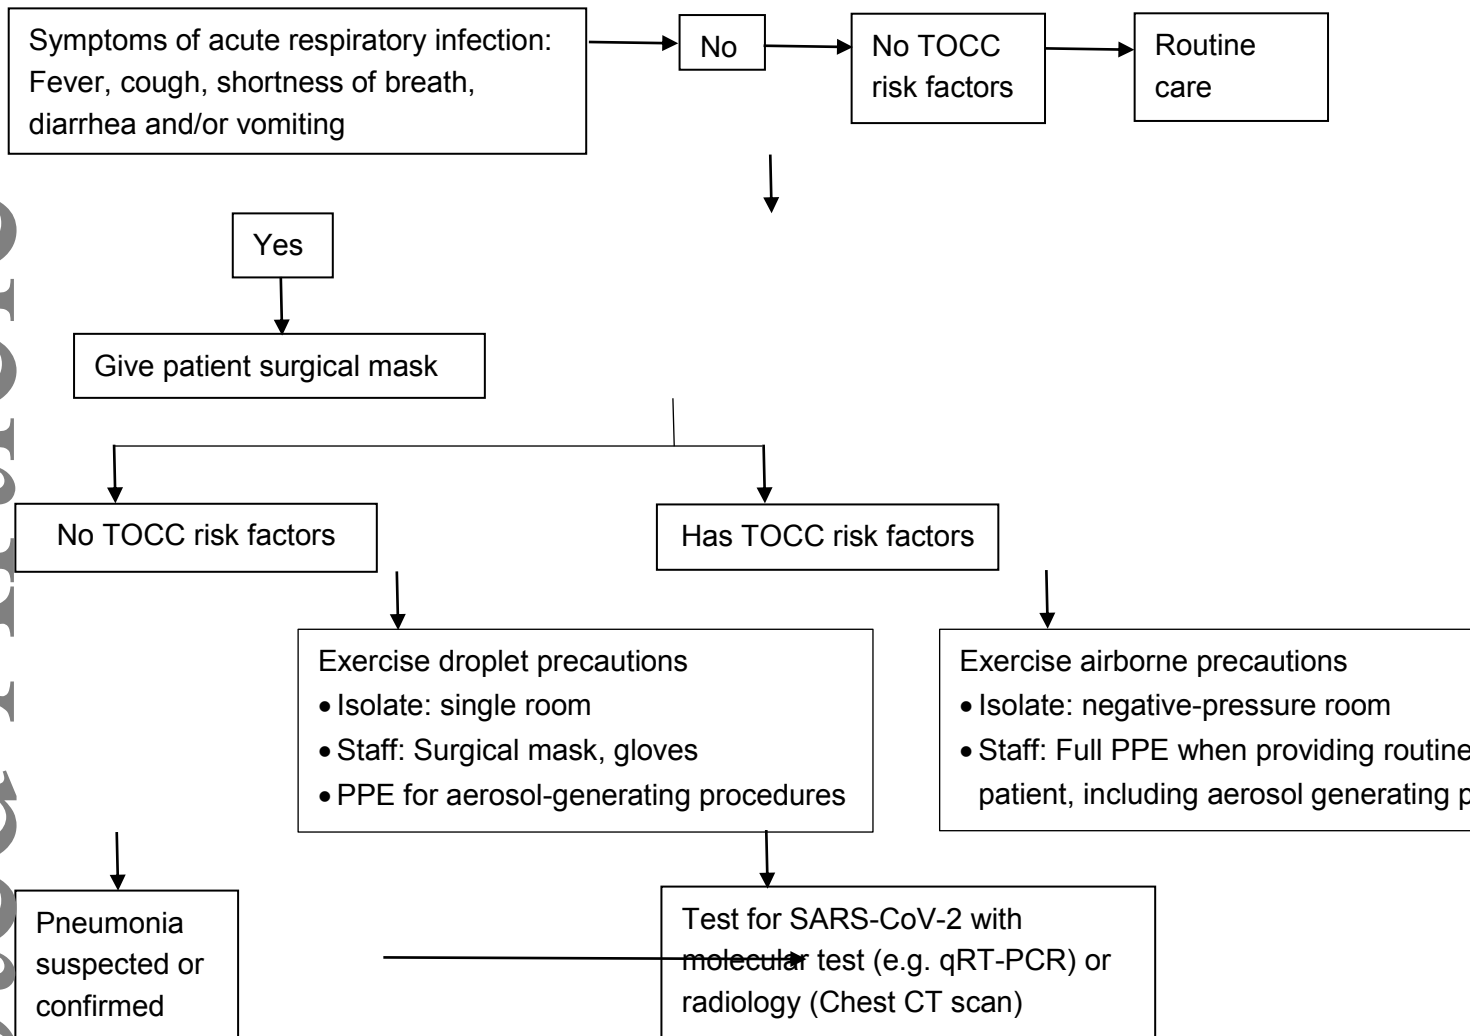 Symptoms of acute respiratory infection:
Fever, cough, shortness of breath,
diarrhea and/or vomiting
No
No TOCC
risk factors
Routine
care
Yes
Give patient surgical mask
No TOCC risk factors
Has TOCC risk factors
Exercise droplet precautions
• Isolate: single room
• Staff: Surgical mask, gloves
• PPE for aerosol-generating procedures
Exercise airborne precautions
• Isolate: negative-pressure room
• Staff: Full PPE when providing routine
patient, including aerosol generating p
Pneumonia
suspected or
confirmed
Test for SARS-CoV-2 with
molecular test (e.g. qRT-PCR) or
radiology (Chest CT scan)